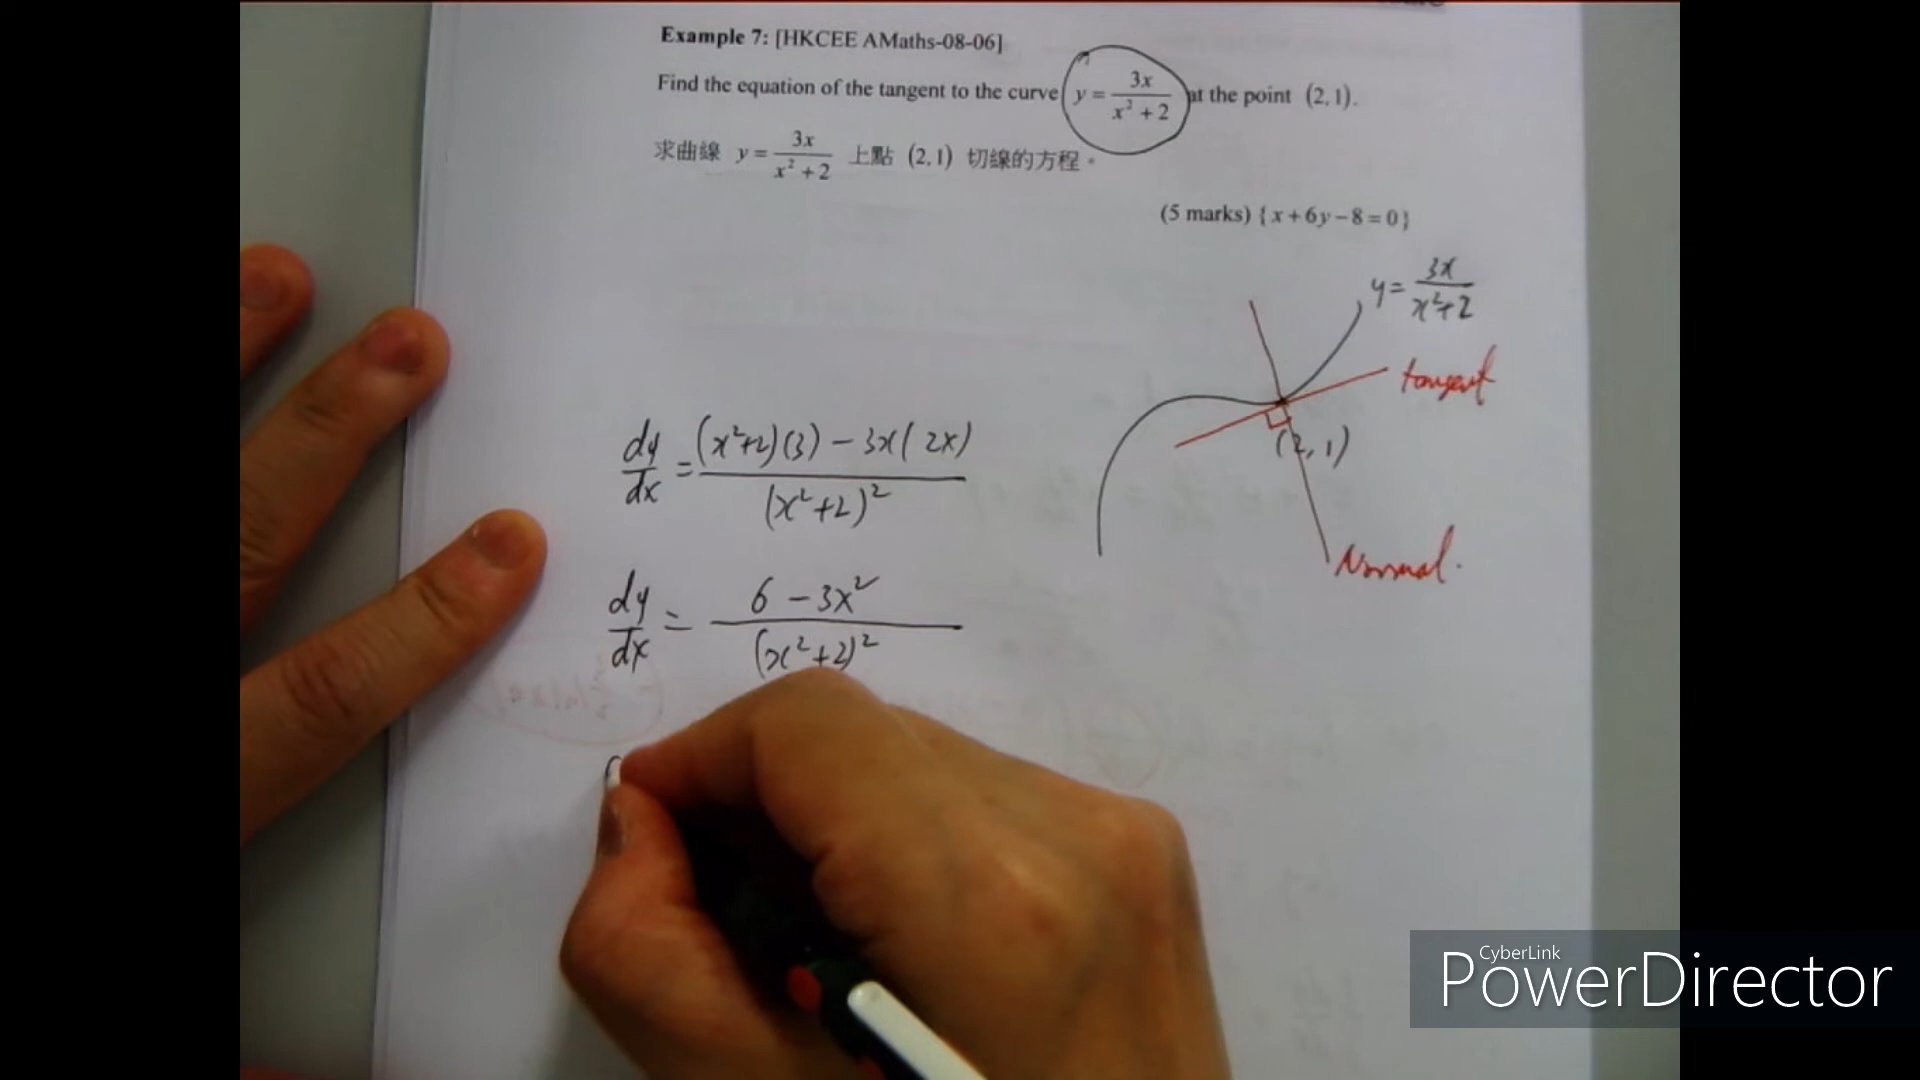 Example 7: [HKCEE AMaths-08-06]
Find the equation of the tangent to the curve y = 3x / (x² + 2) at the point (2, 1).
求曲線 y = 3x / (x² + 2) 上點 (2, 1) 切線的方程。
(5 marks) {x + 6y − 8 = 0}
y = 3x / (x² + 2)
tangent
(2, 1)
Normal.
dy/dx = ((x²+2)(3) − 3x(2x)) / (x²+2)²
dy/dx = (6 − 3x²) / (x²+2)²
CyberLink
PowerDirector